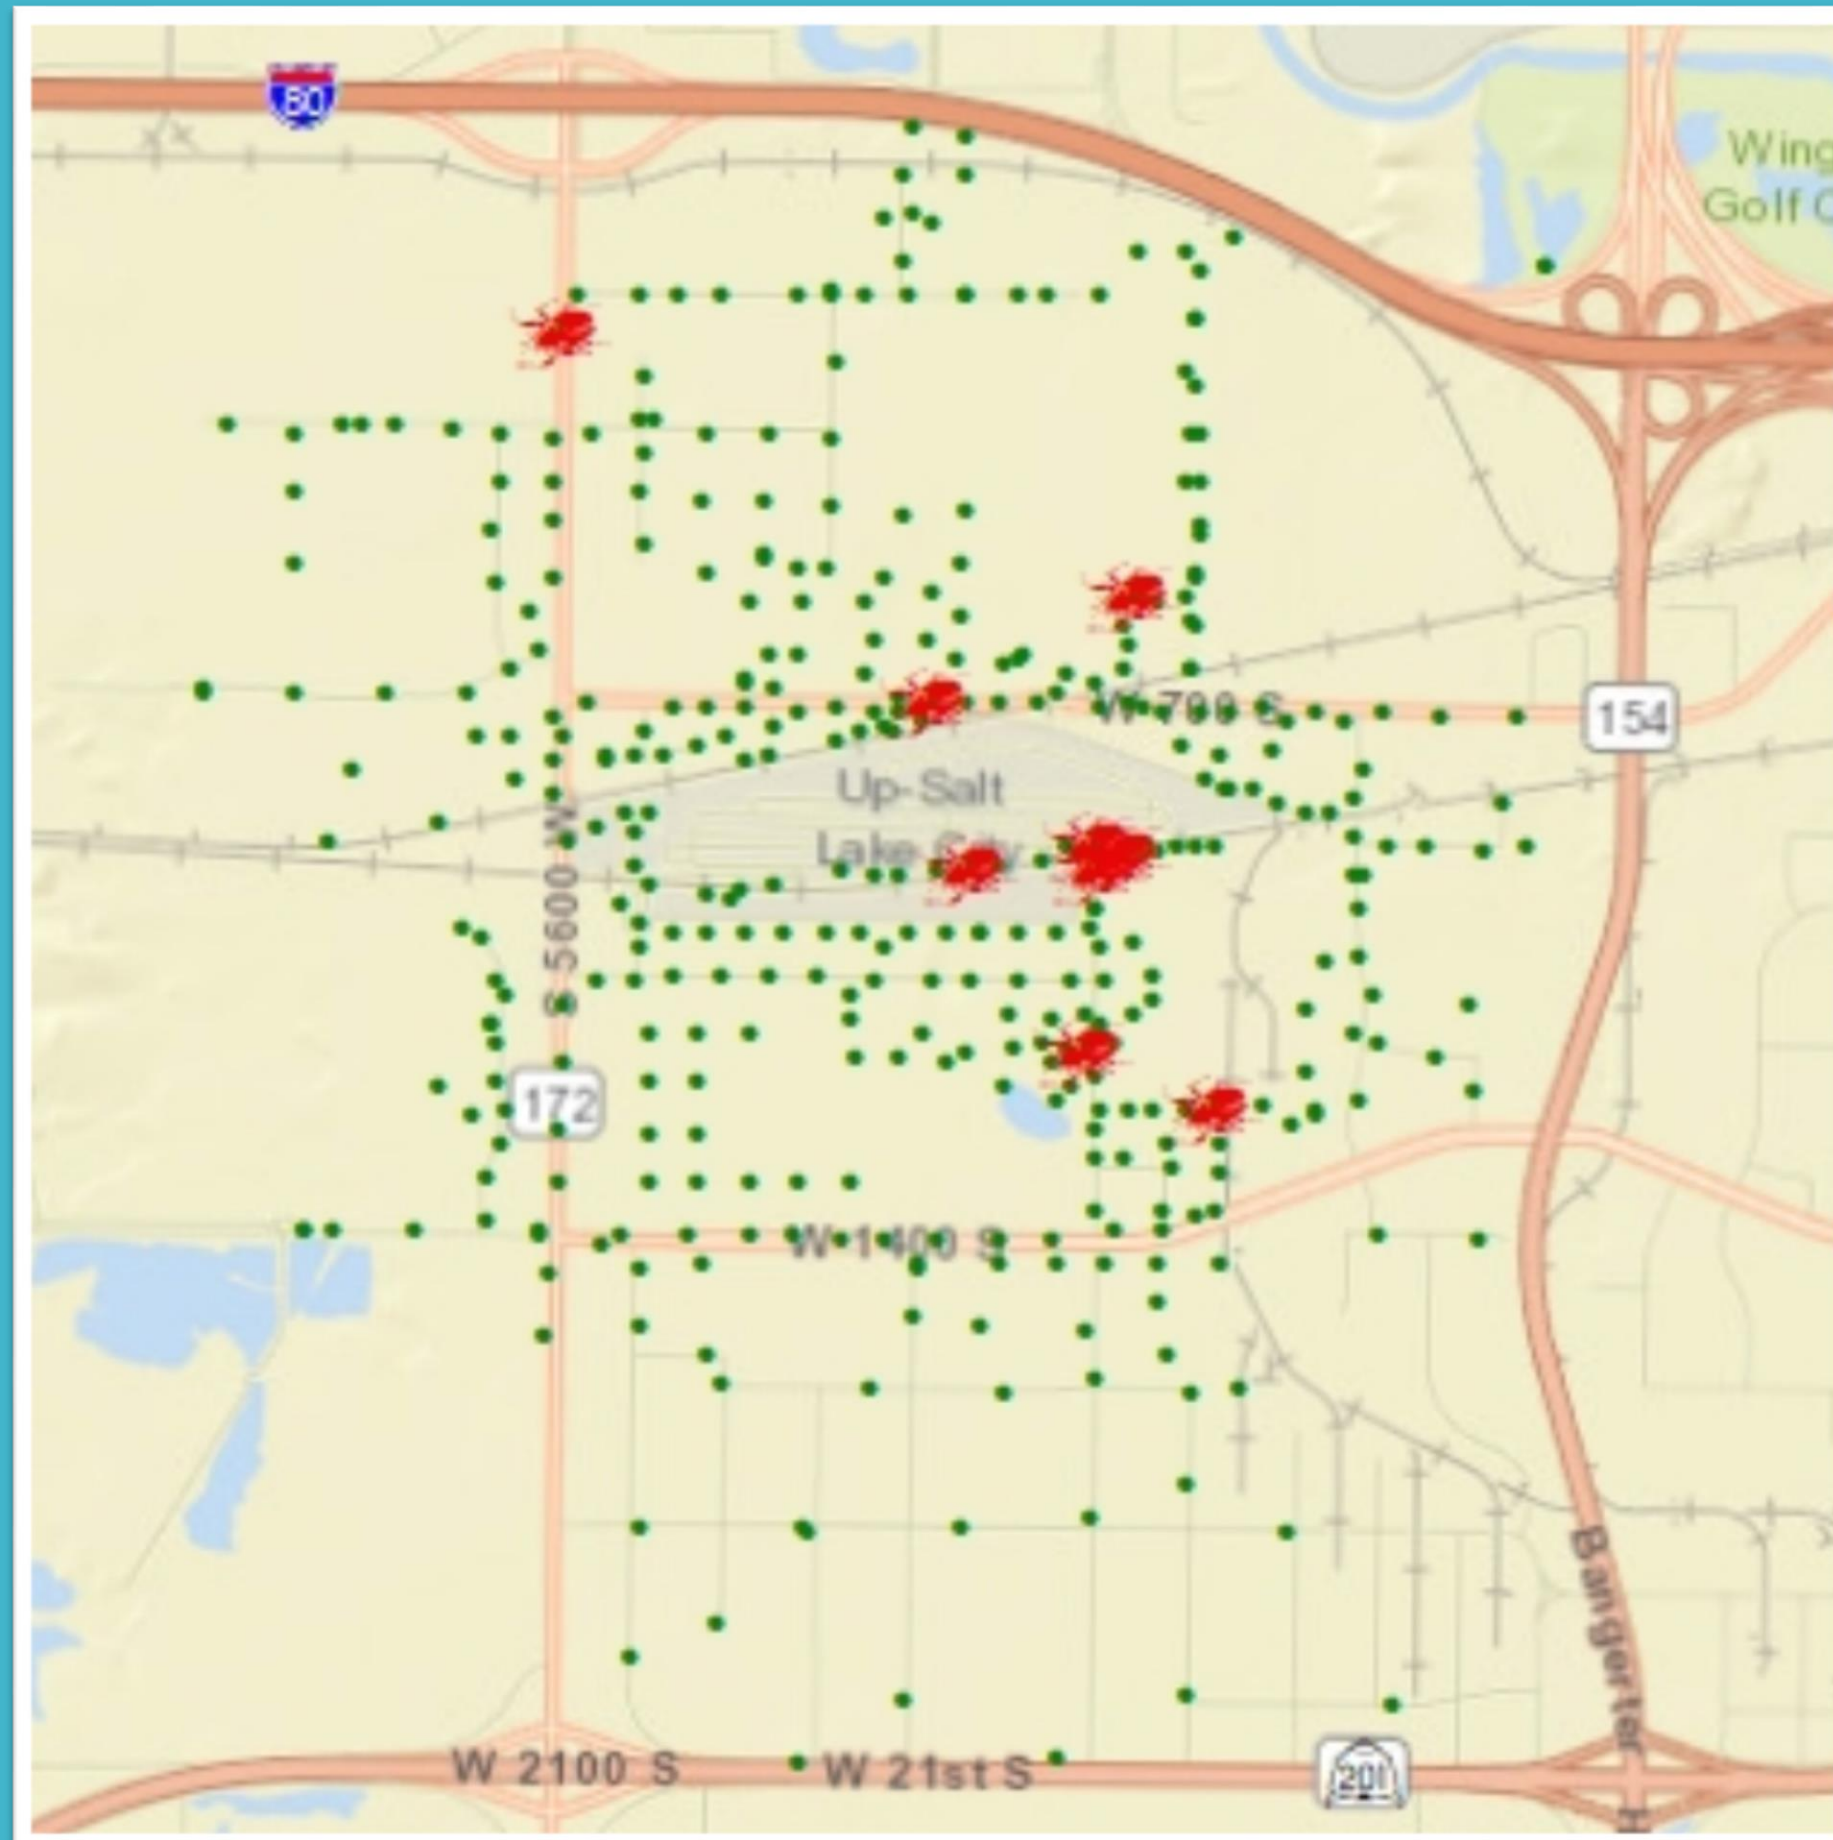 80
Wing
Golf C
W 700 S
154
Up-Salt
Lake City
S 5600 W
172
W 1400 S
Bangerter
H
W 2100 S
W 21st S
201